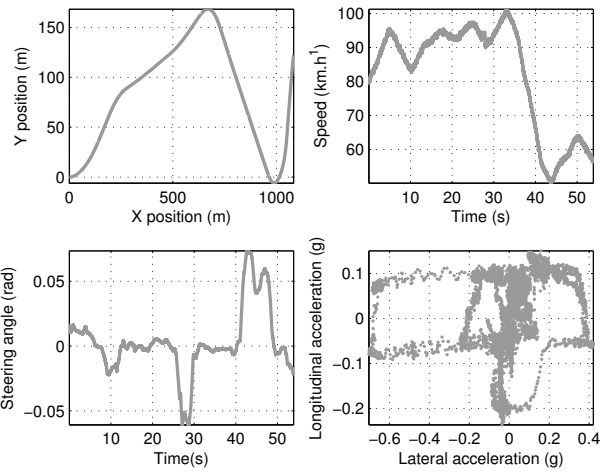 150
100
50
0
Y position (m)
0 500 1000
X position (m)
100
90
80
70
60
Speed (km.h¹)
10 20 30 40 50
Time (s)
0.05
0
−0.05
Steering angle (rad)
10 20 30 40 50
Time(s)
0.1
0
−0.1
−0.2
Longitudinal acceleration (g)
−0.6 −0.4 −0.2 0 0.2 0.4
Lateral acceleration (g)